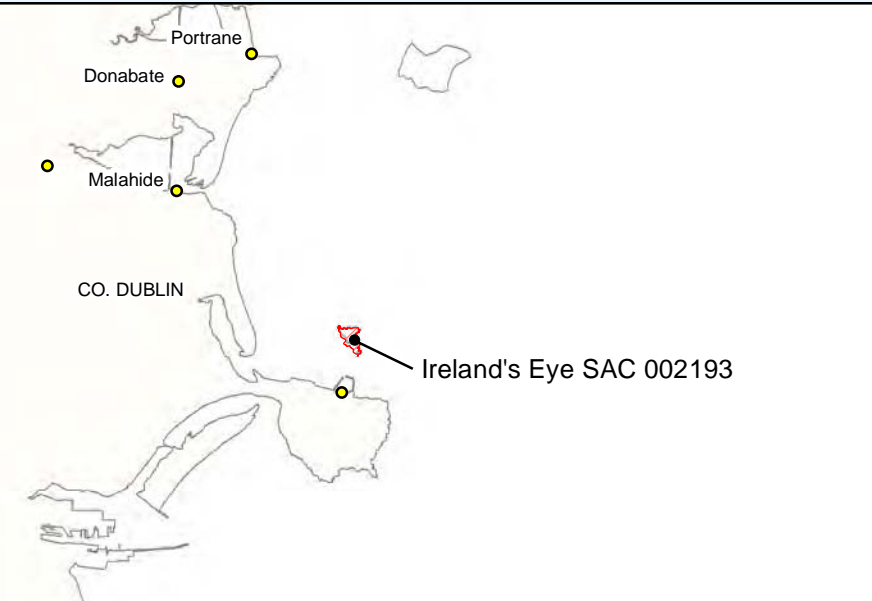 Portrane
Donabate
Malahide
CO. DUBLIN
Ireland's Eye SAC 002193